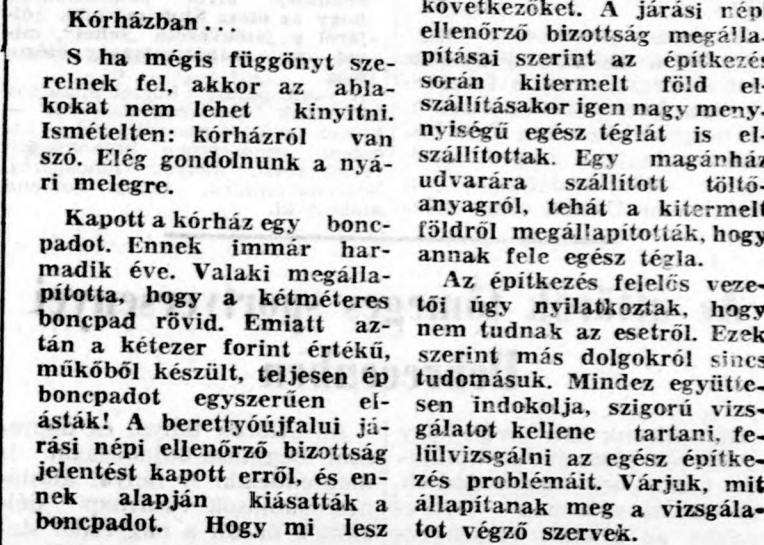 Kórházban
S ha mégis függönyt sze-
relnek fel, akkor az abla-
kokat nem lehet kinyitni.
Ismételten: kórházról van
szó. Elég gondolnunk a nyá-
ri melegre.
Kapott a kórház egy bonc-
padot. Ennek immár har-
madik éve. Valaki megálla-
pította, hogy a kétméteres
boncpad rövid. Emiatt az-
tán a kétezer forint értékű,
műkőből készült, teljesen ép
boncpadot egyszerűen el-
ásták! A berettyóújfalui já-
rási népi ellenőrző bizottság
jelentést kapott erről, és en-
nek alapján kiásatták a
boncpadot. Hogy mi lesz
következőket. A járási népi
ellenőrző bizottság megálla-
pításai szerint az építkezés
során kitermelt föld el-
szállításakor igen nagy meny-
nyiségű egész téglát is el-
szállítottak. Egy magánház
udvarára szállított töltő-
anyagról, tehát a kitermelt
földről megállapították, hogy
annak fele egész tégla.
Az építkezés felelős veze-
tői úgy nyilatkoztak, hogy
nem tudnak az esetről. Ezek
szerint más dolgokról sincs
tudomásuk. Mindez együtte-
sen indokolja, szigorú vizs-
gálatot kellene tartani, fe-
lülvizsgálni az egész építke-
zés problémáit. Várjuk, mit
állapítanak meg a vizsgála-
tot végző szervek.